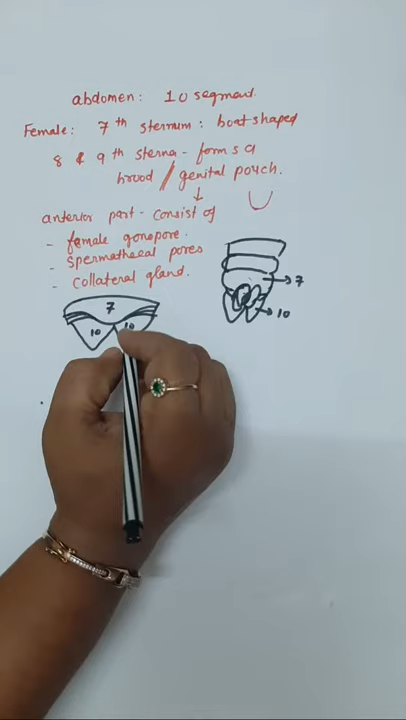 abdomen: 10 segment.
Female: 7th sternum: boat shaped
8 & 9th sterna - forms a
brood / genital pouch.
anterior part - consist of
- female gonopore.
- spermathecal pores
- collateral gland.
7
10 10
7
10